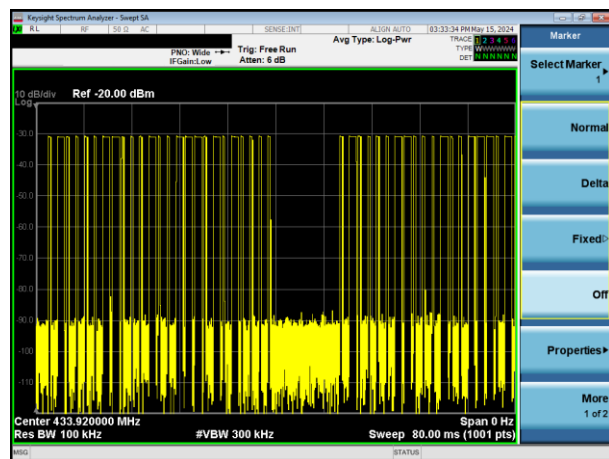 Keysight Spectrum Analyzer - Swept SA
RL RF 50 Ω AC SENSE:INT ALIGN AUTO 03:33:34 PM May 15, 2024
Avg Type: Log-Pwr
TRACE 1 2 3 4 5 6
TYPE WWWWWW
DET NNNNNN
PNO: Wide
IFGain:Low
Trig: Free Run
Atten: 6 dB
10 dB/div
Log
Ref -20.00 dBm
-30.0
-40.0
-50.0
-60.0
-70.0
-80.0
-90.0
-100
-110
Center 433.920000 MHz
Span 0 Hz
Res BW 100 kHz
#VBW 300 kHz
Sweep 80.00 ms (1001 pts)
MSG
STATUS
Marker
Select Marker
1
Normal
Delta
Fixed
Off
Properties
More
1 of 2